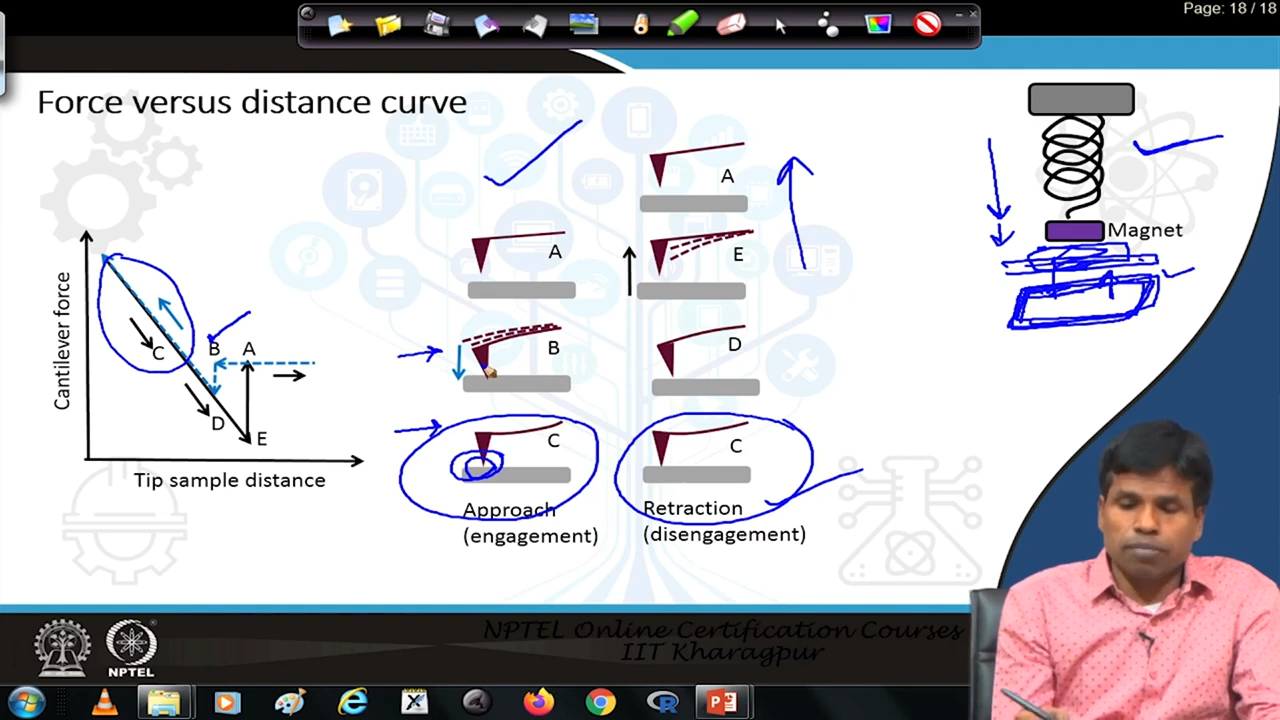 Page: 18 / 18
Force versus distance curve
Magnet
A
A
E
B
D
C
C
Approach
(engagement)
Retraction
(disengagement)
Cantilever force
B
A
C
D
E
Tip sample distance
NPTEL
NPTEL Online Certification Courses
IIT Kharagpur